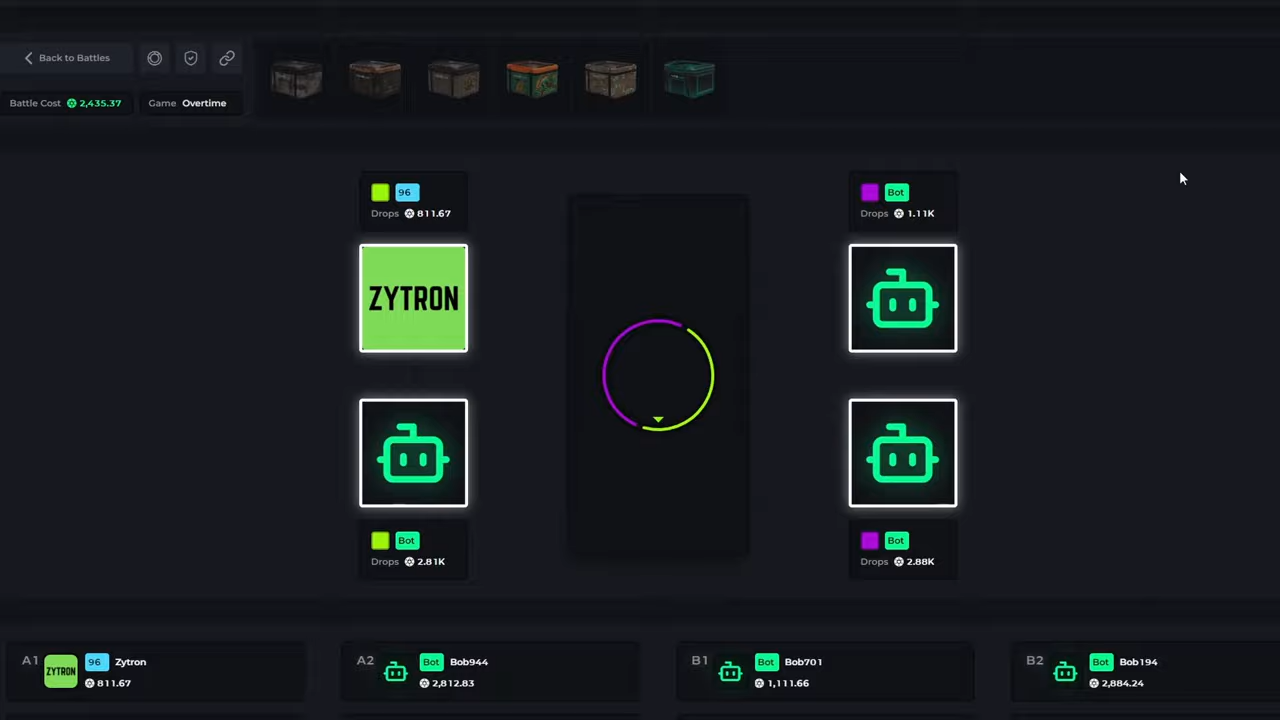 Back to Battles
Battle Cost 2,435.37 Game Overtime
96
Drops 811.67
Bot
Drops 1.11K
ZYTRON
Bot
Drops 2.81K
Bot
Drops 2.88K
A1 ZYTRON 96 Zytron
811.67
A2 Bot Bob944
2,812.83
B1 Bot Bob701
1,111.66
B2 Bot Bob194
2,884.24